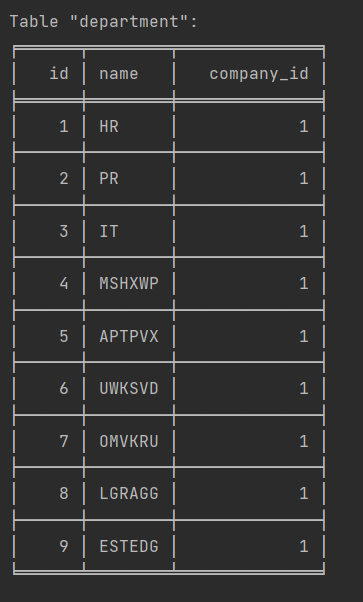 Table "department":
id name company_id
1 HR 1
2 PR 1
3 IT 1
4 MSHXWP 1
5 APTPVX 1
6 UWKSVD 1
7 OMVKRU 1
8 LGRAGG 1
9 ESTEDG 1